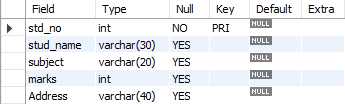 Field Type Null Key Default Extra
std_no int NO PRI NULL
stud_name varchar(30) YES NULL
subject varchar(20) YES NULL
marks int YES NULL
Address varchar(40) YES NULL